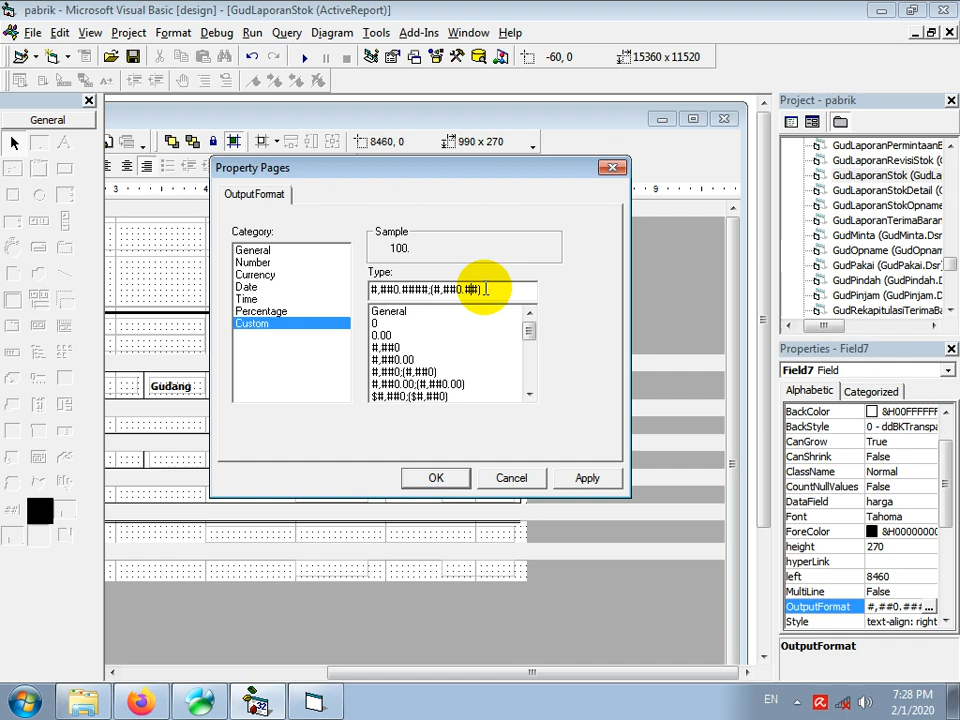 pabrik - Microsoft Visual Basic [design] - [GudLaporanStok (ActiveReport)]
File Edit View Project Format Debug Run Query Diagram Tools Add-Ins Window Help
-60, 0 15360 x 11520
General
8460, 0 990 x 270
Property Pages
OutputFormat
Category:
General
Number
Currency
Date
Time
Percentage
Custom
Sample
100.
Type:
#,##0.####;(#,##0.##)
General
0
0.00
#,##0
#,##0.00
#,##0;(#,##0)
#,##0.00;(#,##0.00)
$#,##0;($#,##0)
OK Cancel Apply
Gudang
Project - pabrik
GudLaporanPermintaanE
GudLaporanRevisiStok (G
GudLaporanStok (GudLa
GudLaporanStokDetail (G
GudLaporanStokOpname
GudLaporanTerimaBaran
GudMinta (GudMinta.Dsr)
GudOpname (GudOpname
GudPakai (GudPakai.Dsr)
GudPinjam (GudPinjam.D
GudPindah (GudPindah.D
GudRekapitulasiTerima
Properties - Field7
Field7 Field
Alphabetic Categorized
BackColor &H00FFFFFF
BackStyle 0 - ddBKTranspa
CanGrow True
CanShrink False
ClassName Normal
CountNullValues False
DataField harga
Font Tahoma
ForeColor &H00000000
height 270
hyperLink
left 8460
MultiLine False
OutputFormat #,##0.### ...
Style text-align: right
OutputFormat
EN
7:28 PM
2/1/2020